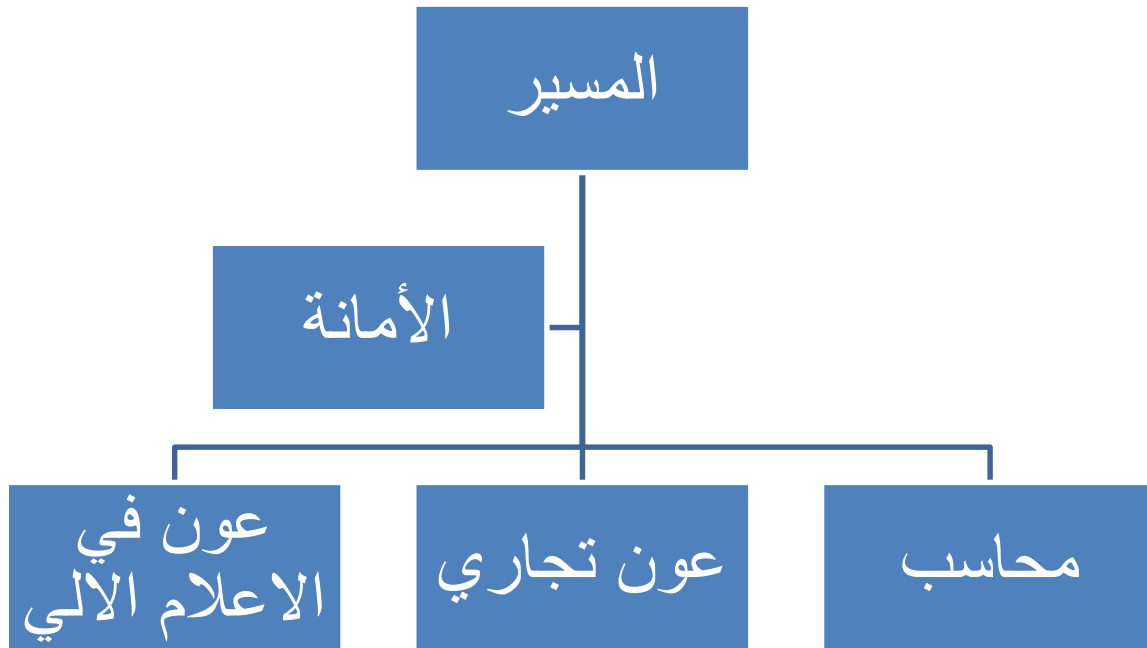 المسير
الأمانة
محاسب
عون تجاري
عون في
الاعلام الالي